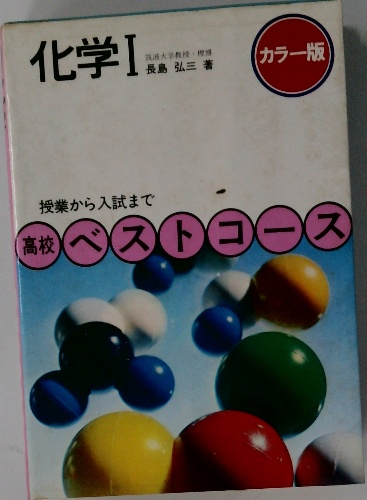 化学I
筑波大学教授・理博
長島 弘三 著
カラー版
授業から入試まで
高校ベストコース